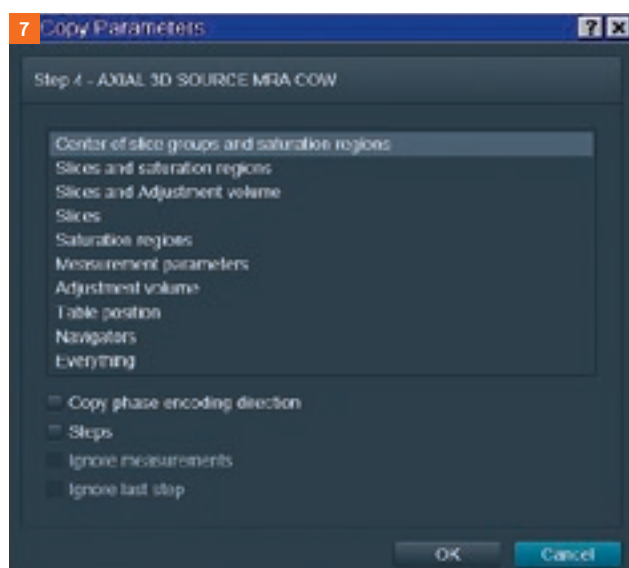 7 Copy Parameters
Step 4 - AXIAL 3D SOURCE MRA COW
Center of slice groups and saturation regions
Slices and saturation regions
Slices and Adjustment volume
Slices
Saturation regions
Measurement parameters
Adjustment volume
Table position
Navigators
Everything
Copy phase encoding direction
Steps
Ignore measurements
Ignore last step
OK Cancel